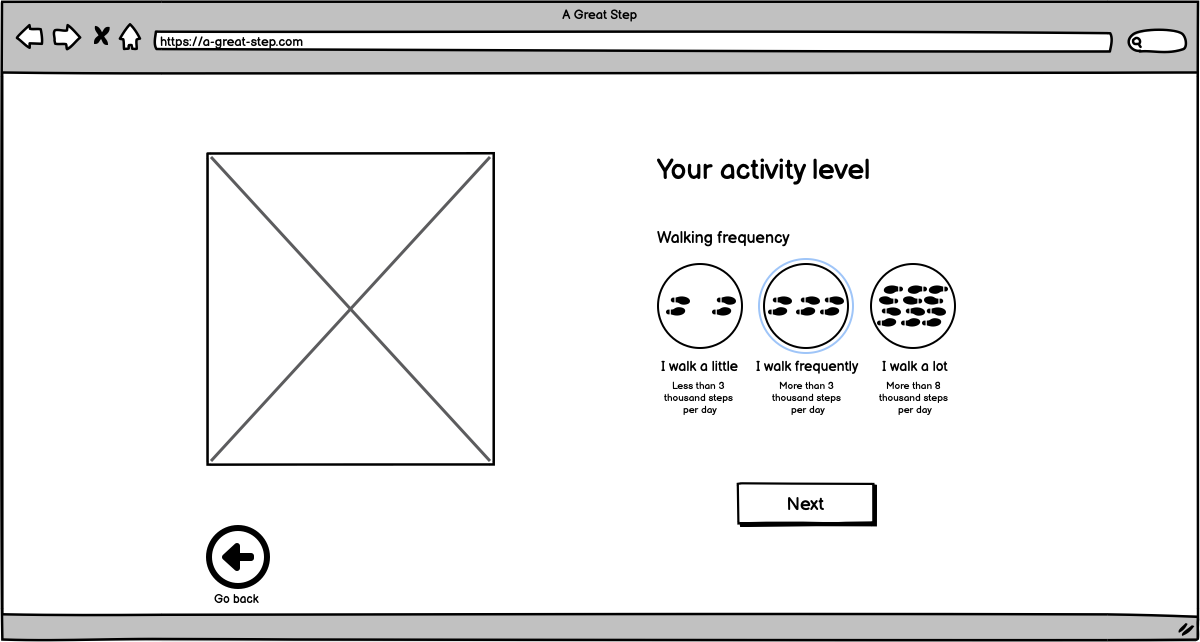 A Great Step
https://a-great-step.com
Your activity level
Walking frequency
I walk a little
Less than 3
thousand steps
per day
I walk frequently
More than 3
thousand steps
per day
I walk a lot
More than 8
thousand steps
per day
Next
Go back